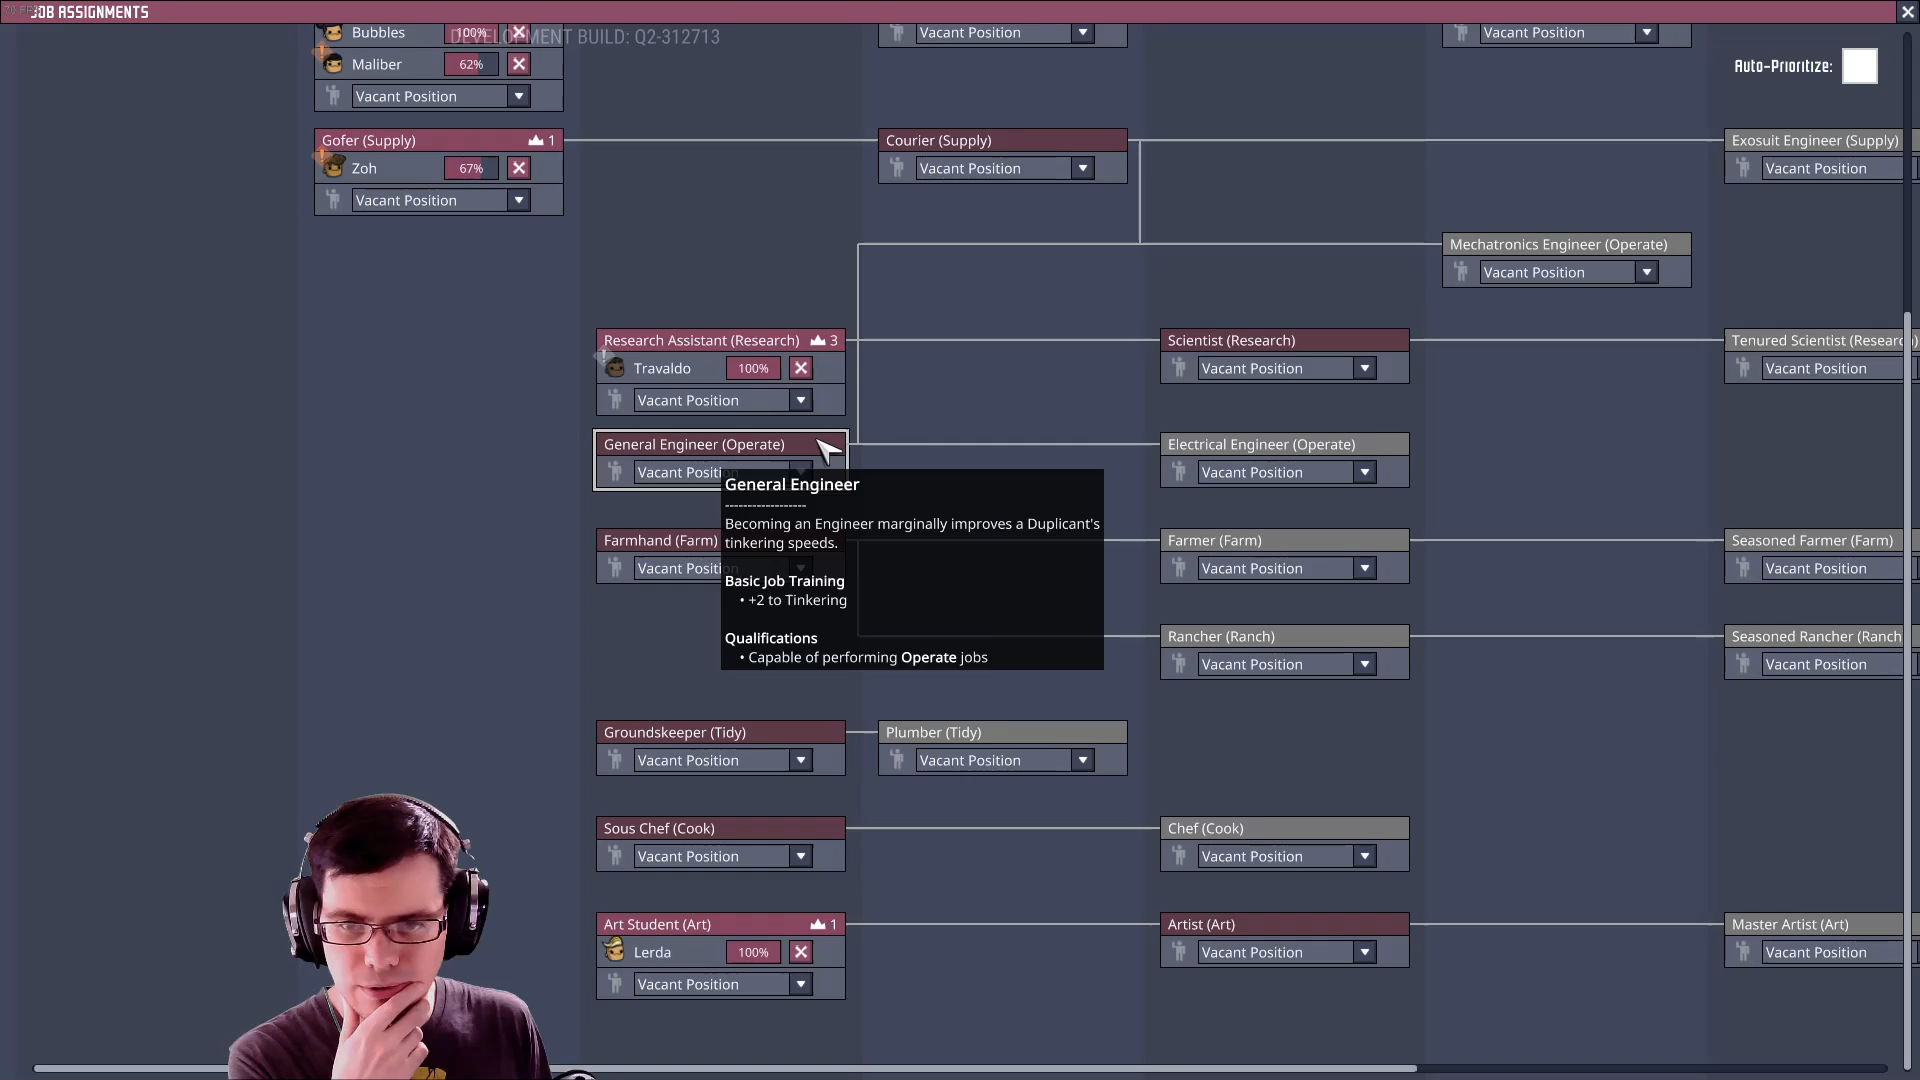 JOB ASSIGNMENTS
DEVELOPMENT BUILD: Q2-312713
Auto-Prioritize:
Bubbles 100%
Vacant Position
Vacant Position
Maliber 62%
Vacant Position
Gofer (Supply) 1
Courier (Supply)
Exosuit Engineer (Supply)
Zoh 67%
Vacant Position
Vacant Position
Vacant Position
Mechatronics Engineer (Operate)
Vacant Position
Research Assistant (Research) 3
Scientist (Research)
Tenured Scientist (Research)
Travaldo 100%
Vacant Position
Vacant Position
Vacant Position
General Engineer (Operate)
Electrical Engineer (Operate)
Vacant Positi
Vacant Position
General Engineer
------------------
Becoming an Engineer marginally improves a Duplicant's
tinkering speeds.
Basic Job Training
• +2 to Tinkering
Qualifications
• Capable of performing Operate jobs
Farmhand (Farm)
Farmer (Farm)
Seasoned Farmer (Farm)
Vacant Positi
Vacant Position
Vacant Position
Rancher (Ranch)
Seasoned Rancher (Ranch
Vacant Position
Vacant Position
Groundskeeper (Tidy)
Plumber (Tidy)
Vacant Position
Vacant Position
Sous Chef (Cook)
Chef (Cook)
Vacant Position
Vacant Position
Art Student (Art) 1
Artist (Art)
Master Artist (Art)
Lerda 100%
Vacant Position
Vacant Position
Vacant Position